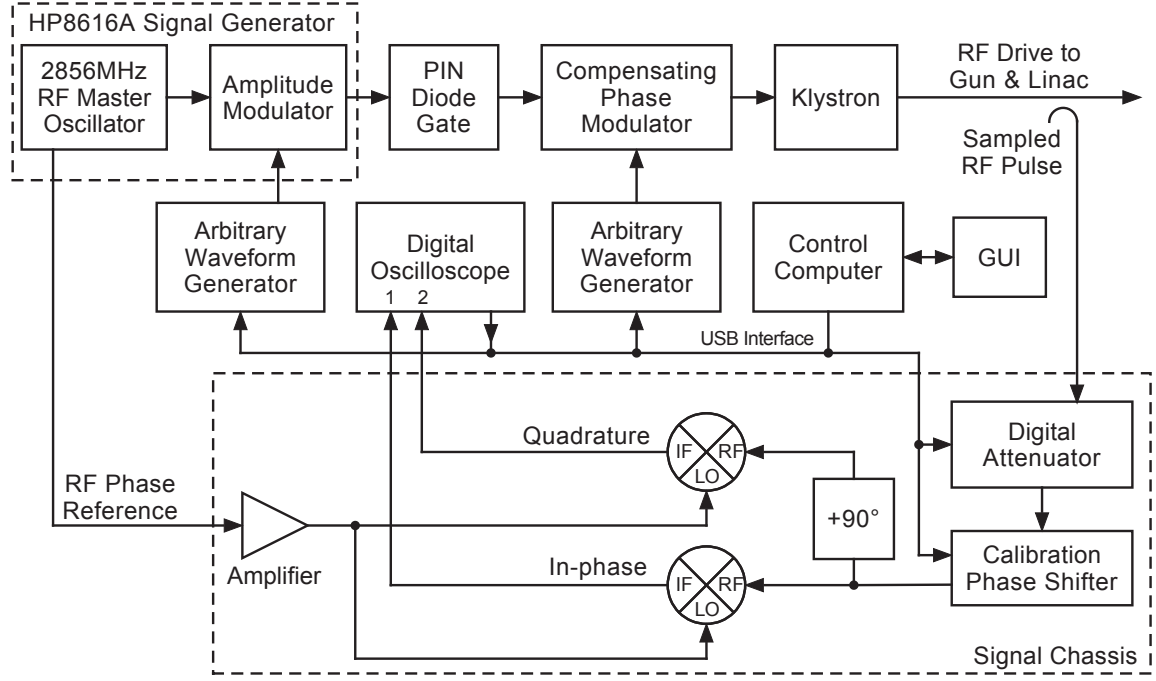 HP8616A Signal Generator
2856MHz
RF Master
Oscillator
Amplitude
Modulator
PIN
Diode
Gate
Compensating
Phase
Modulator
Klystron
RF Drive to
Gun & Linac
Sampled
RF Pulse
Arbitrary
Waveform
Generator
Digital
Oscilloscope
1 2
Arbitrary
Waveform
Generator
Control
Computer
GUI
USB Interface
Quadrature
IF
RF
LO
Digital
Attenuator
RF Phase
Reference
Amplifier
+90°
In-phase
IF
RF
LO
Calibration
Phase Shifter
Signal Chassis